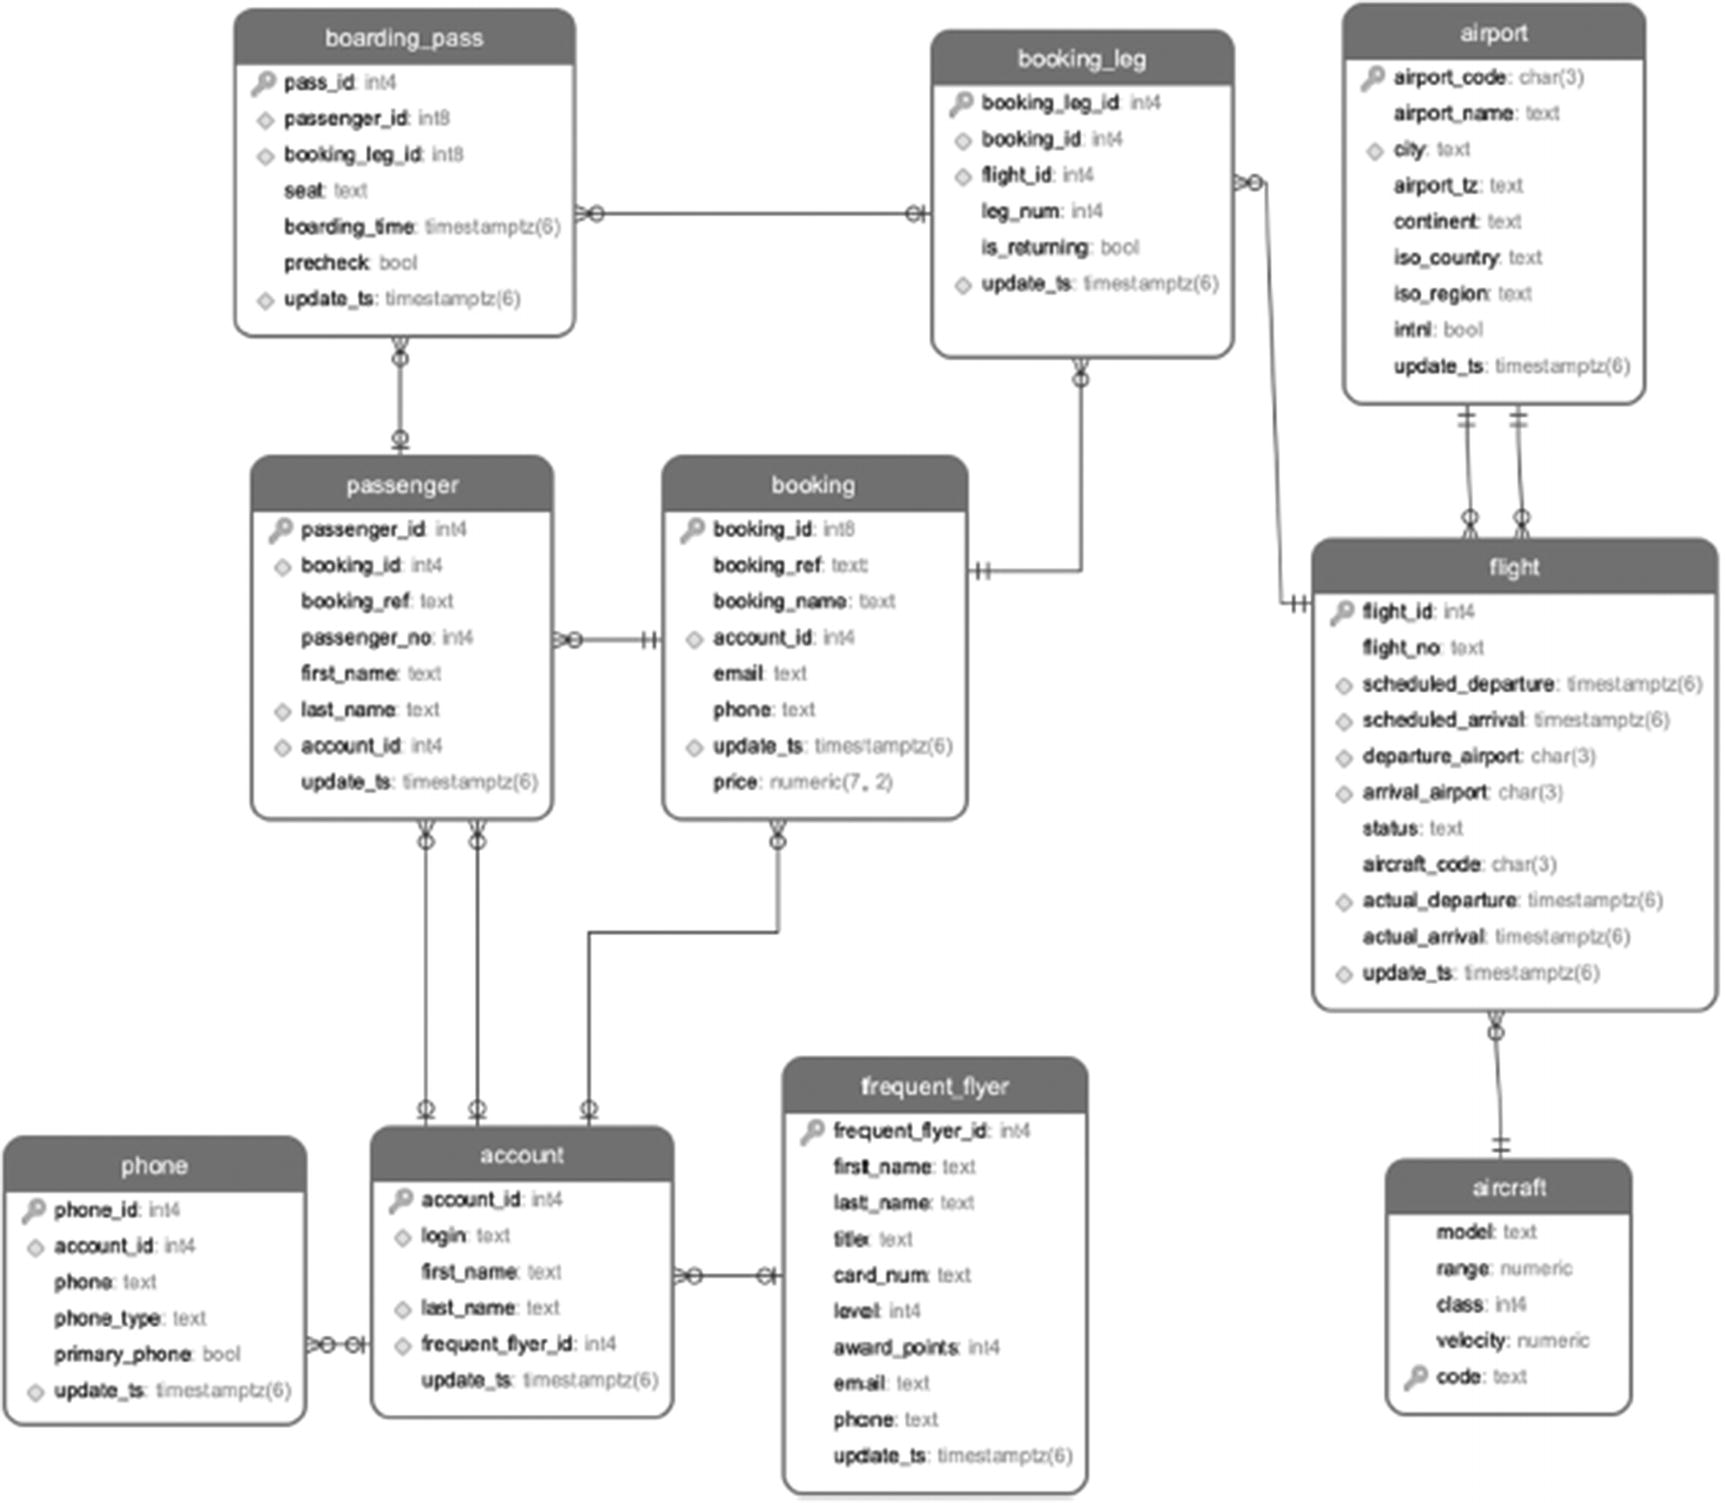 boarding_pass
pass_id: int4
passenger_id: int8
booking_leg_id: int8
seat: text
boarding_time: timestamptz(6)
precheck: bool
update_ts: timestamptz(6)
booking_leg
booking_leg_id: int4
booking_id: int4
flight_id: int4
leg_num: int4
is_returning: bool
update_ts: timestamptz(6)
airport
airport_code: char(3)
airport_name: text
city: text
airport_tz: text
continent: text
iso_country: text
iso_region: text
intnl: bool
update_ts: timestamptz(6)
passenger
passenger_id: int4
booking_id: int4
booking_ref: text
passenger_no: int4
first_name: text
last_name: text
account_id: int4
update_ts: timestamptz(6)
booking
booking_id: int8
booking_ref: text
booking_name: text
account_id: int4
email: text
phone: text
update_ts: timestamptz(6)
price: numeric(7, 2)
flight
flight_id: int4
flight_no: text
scheduled_departure: timestamptz(6)
scheduled_arrival: timestamptz(6)
departure_airport: char(3)
arrival_airport: char(3)
status: text
aircraft_code: char(3)
actual_departure: timestamptz(6)
actual_arrival: timestamptz(6)
update_ts: timestamptz(6)
phone
phone_id: int4
account_id: int4
phone: text
phone_type: text
primary_phone: bool
update_ts: timestamptz(6)
account
account_id: int4
login: text
first_name: text
last_name: text
frequent_flyer_id: int4
update_ts: timestamptz(6)
frequent_flyer
frequent_flyer_id: int4
first_name: text
last_name: text
title: text
card_num: text
level: int4
award_points: int4
email: text
phone: text
update_ts: timestamptz(6)
aircraft
model: text
range: numeric
class: int4
velocity: numeric
code: text